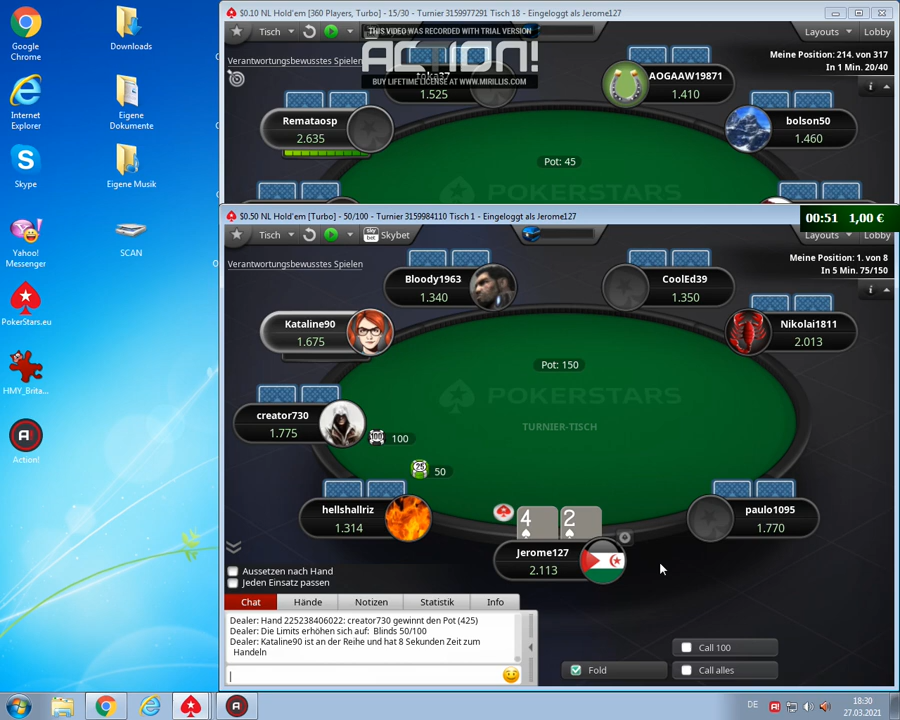 Google
Chrome
Downloads
Internet
Explorer
Eigene
Dokumente
Skype
Eigene Musik
Yahoo!
Messenger
SCAN
PokerStars.eu
HMY_Brita...
Action!
$0.10 NL Hold'em [360 Players, Turbo] - 15/30 - Turnier 3159977291 Tisch 18 - Eingeloggt als Jerome127
Tisch
THIS VIDEO WAS RECORDED WITH TRIAL VERSION
ACTION!
BUY LIFETIME LICENSE AT WWW.MIRILLIS.COM
Layouts
Lobby
Verantwortungsbewusstes Spielen
Meine Position: 214. von 317
In 1 Min. 20/40
1.525
AOGAAW19871
1.410
Remataosp
2.635
bolson50
1.460
Pot: 45
POKERSTARS
$0.50 NL Hold'em [Turbo] - 50/100 - Turnier 3159984110 Tisch 1 - Eingeloggt als Jerome127
00:51 1,00 €
Tisch
sky bet
Skybet
Layouts
Lobby
Verantwortungsbewusstes Spielen
Meine Position: 1. von 8
In 5 Min. 75/150
Bloody1963
1.340
CoolEd39
1.350
Kataline90
1.675
Nikolai1811
2.013
Pot: 150
POKERSTARS
TURNIER-TISCH
creator730
1.775
100
100
25
50
hellshallriz
1.314
paulo1095
1.770
4
2
Jerome127
2.113
Aussetzen nach Hand
Jeden Einsatz passen
Chat
Hände
Notizen
Statistik
Info
Dealer: Hand 225238406022: creator730 gewinnt den Pot (425)
Dealer: Die Limits erhöhen sich auf: Blinds 50/100
Dealer: Kataline90 ist an der Reihe und hat 8 Sekunden Zeit zum
Handeln
Call 100
Fold
Call alles
DE
18:30
27.03.2021